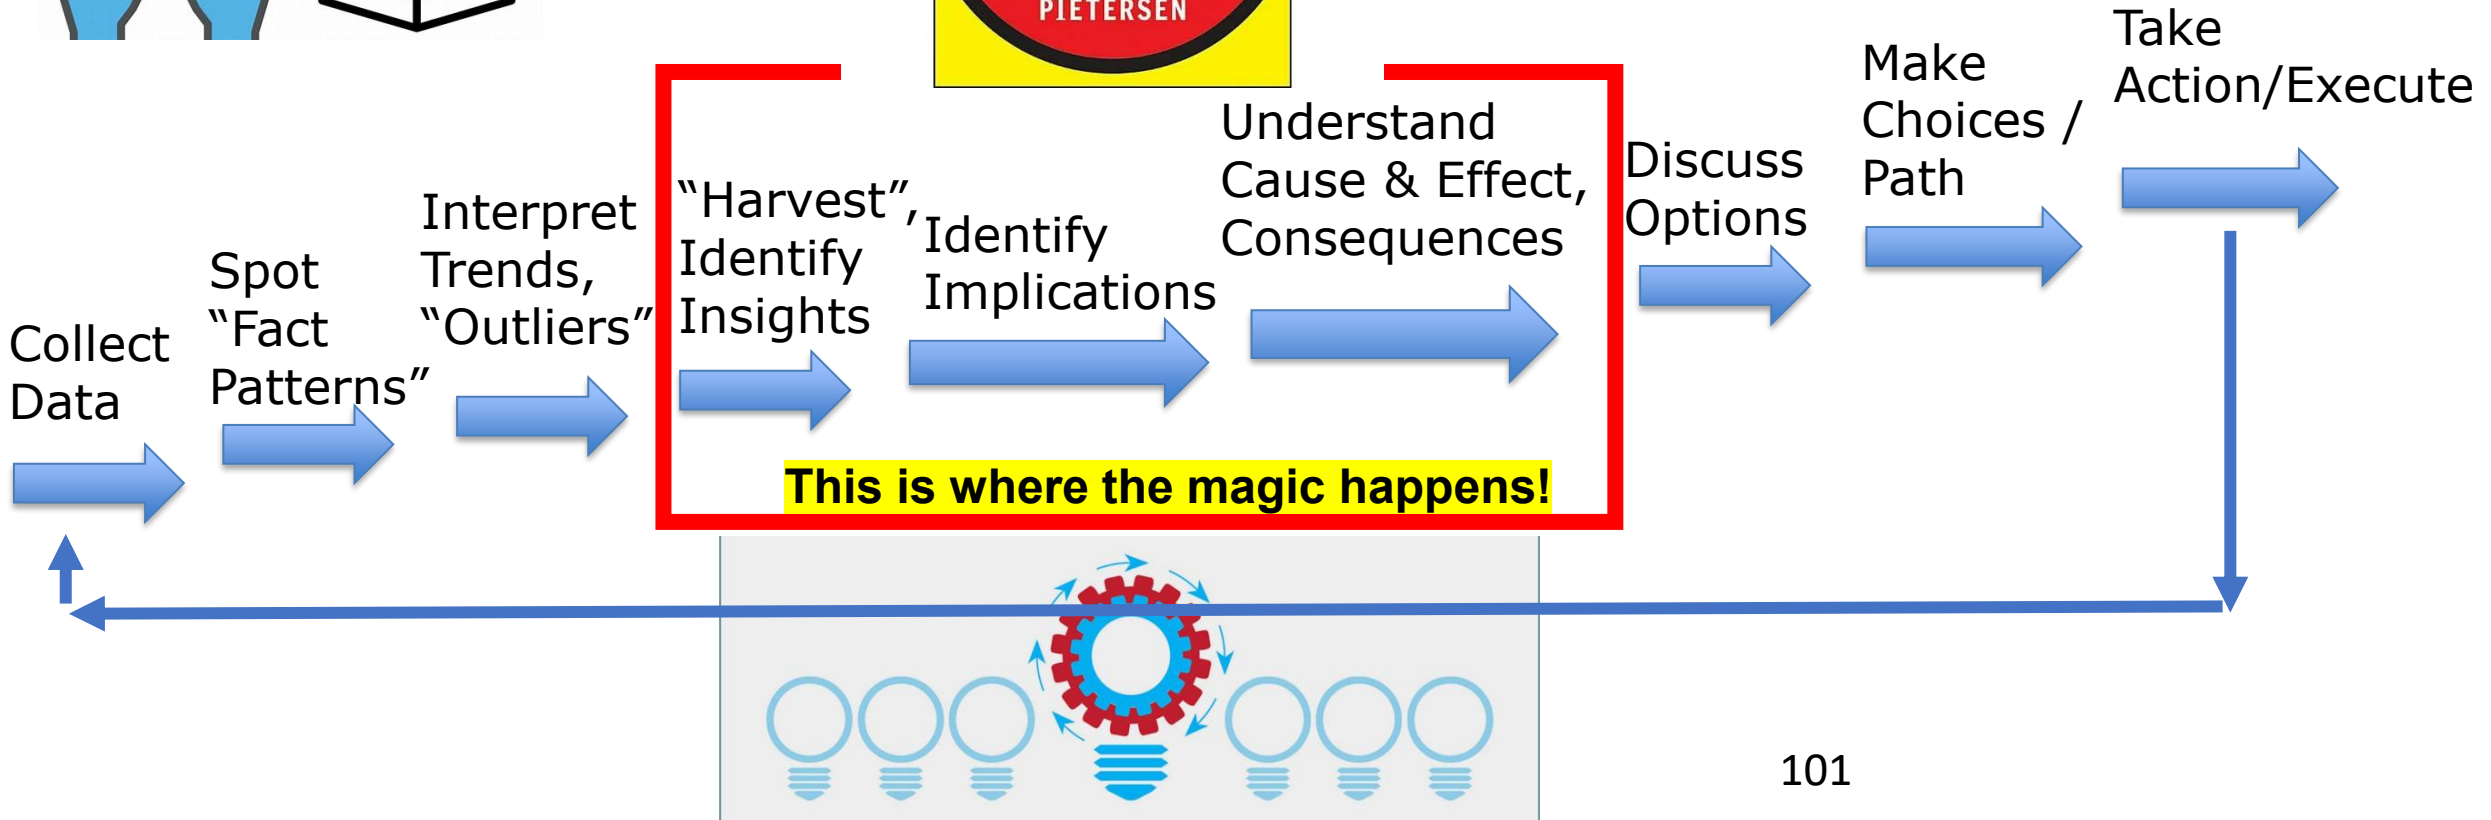 PIETERSEN
Collect
Data
Spot
“Fact
Patterns”
Interpret
Trends,
“Outliers”
“Harvest”,
Identify
Insights
Identify
Implications
Understand
Cause & Effect,
Consequences
Discuss
Options
Make
Choices /
Path
Take
Action/Execute
This is where the magic happens!
101